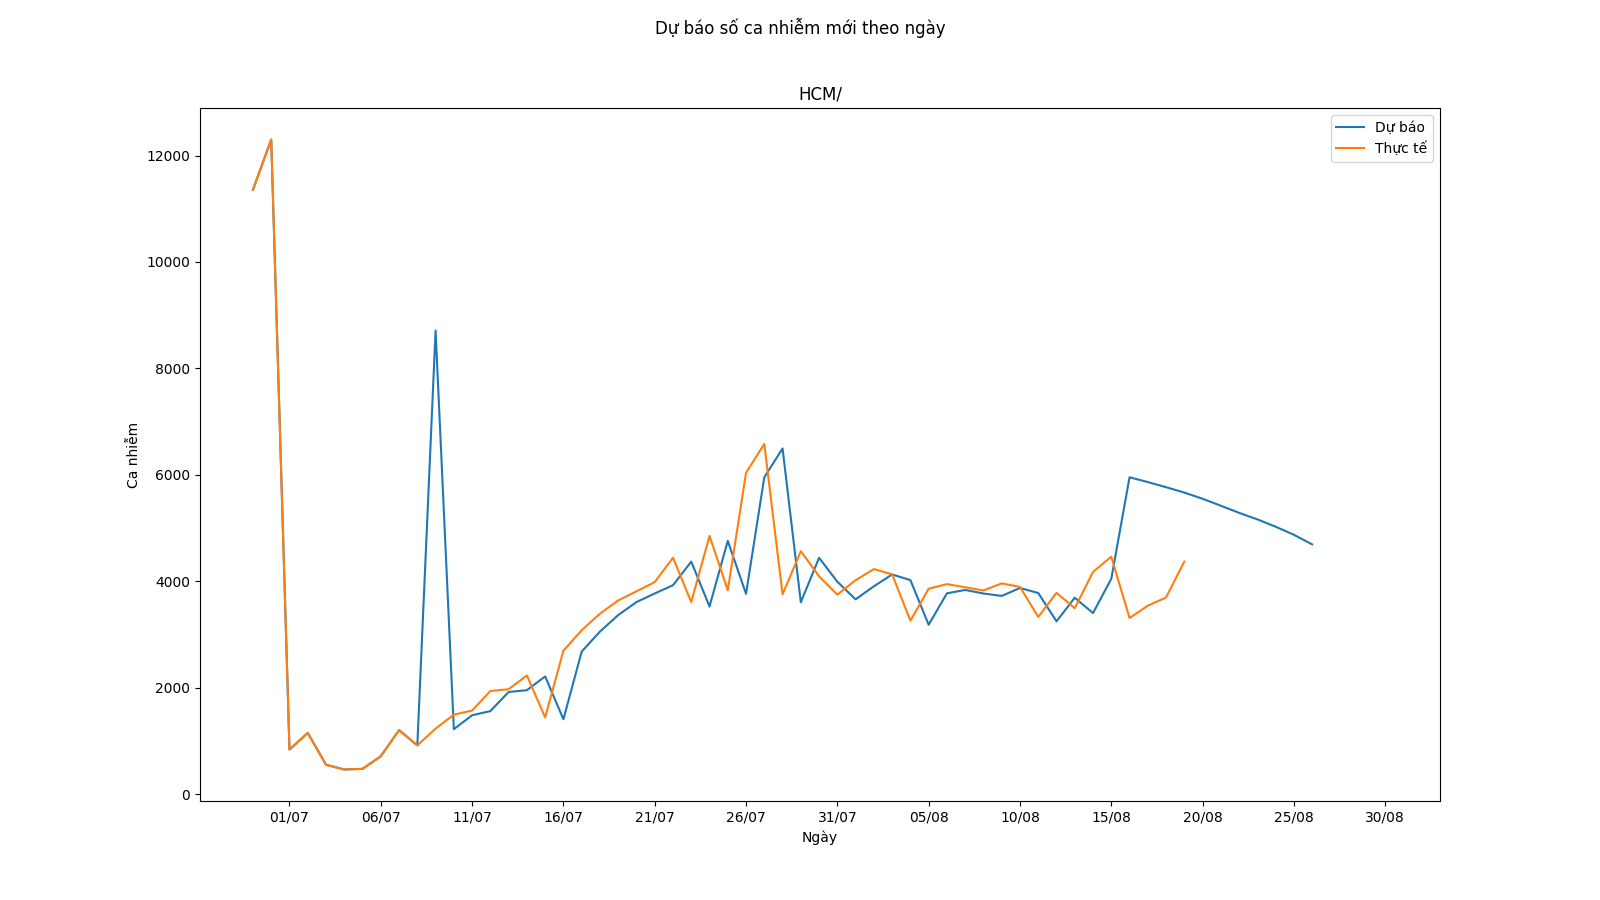 Dự báo số ca nhiễm mới theo ngày
HCM/
Dự báo
Thực tế
12000
10000
8000
6000
4000
2000
0
Ca nhiễm
01/07 06/07 11/07 16/07 21/07 26/07 31/07 05/08 10/08 15/08 20/08 25/08 30/08
Ngày